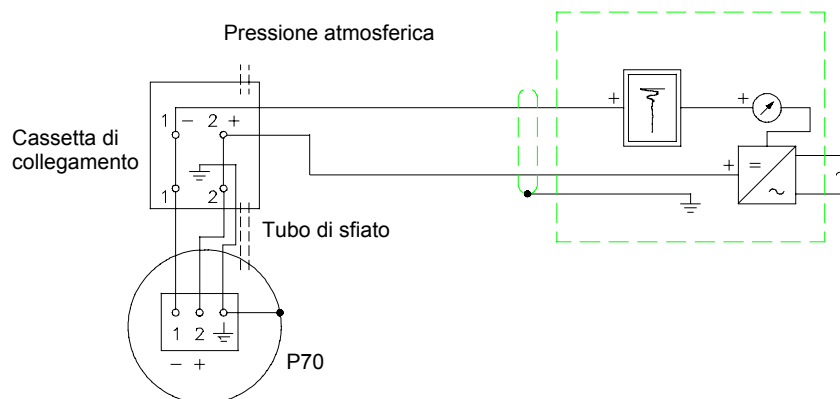 Pressione atmosferica
1 - 2 +
Cassetta di
collegamento
1 2
Tubo di sfiato
1 2
- +
P70
+ +
+ =
~ ~